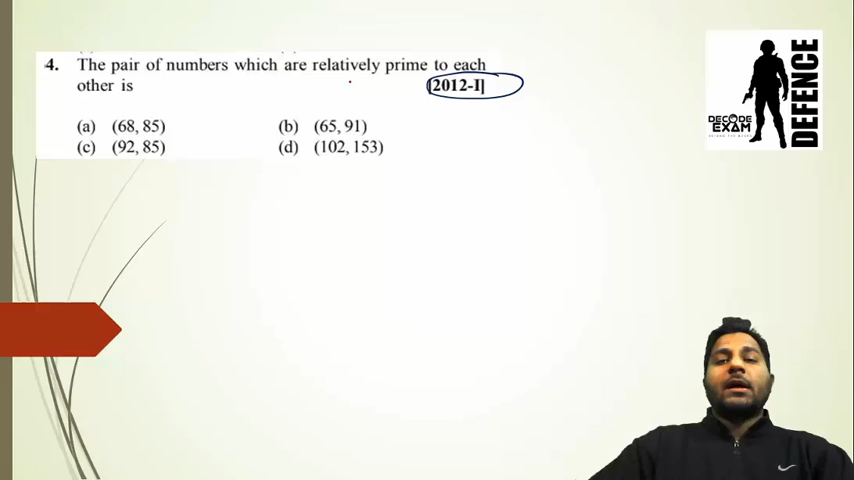 4. The pair of numbers which are relatively prime to each
other is [2012-I]
(a) (68, 85) (b) (65, 91)
(c) (92, 85) (d) (102, 153)
DECODE
EXAM
DEFENCE